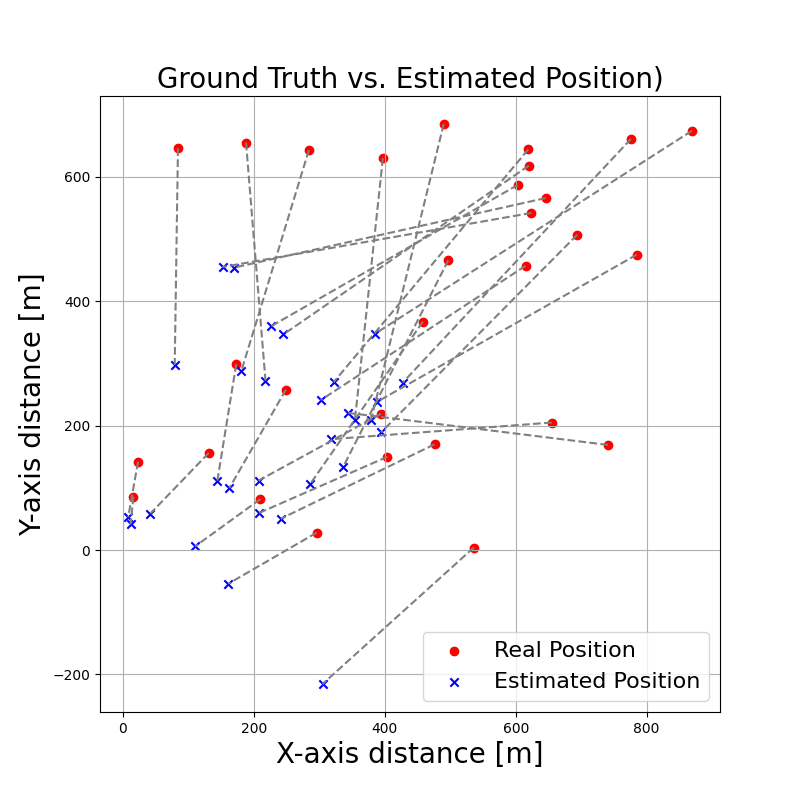 Ground Truth vs. Estimated Position)
Y-axis distance [m]
600
400
200
0
−200
0 200 400 600 800
X-axis distance [m]
Real Position
Estimated Position